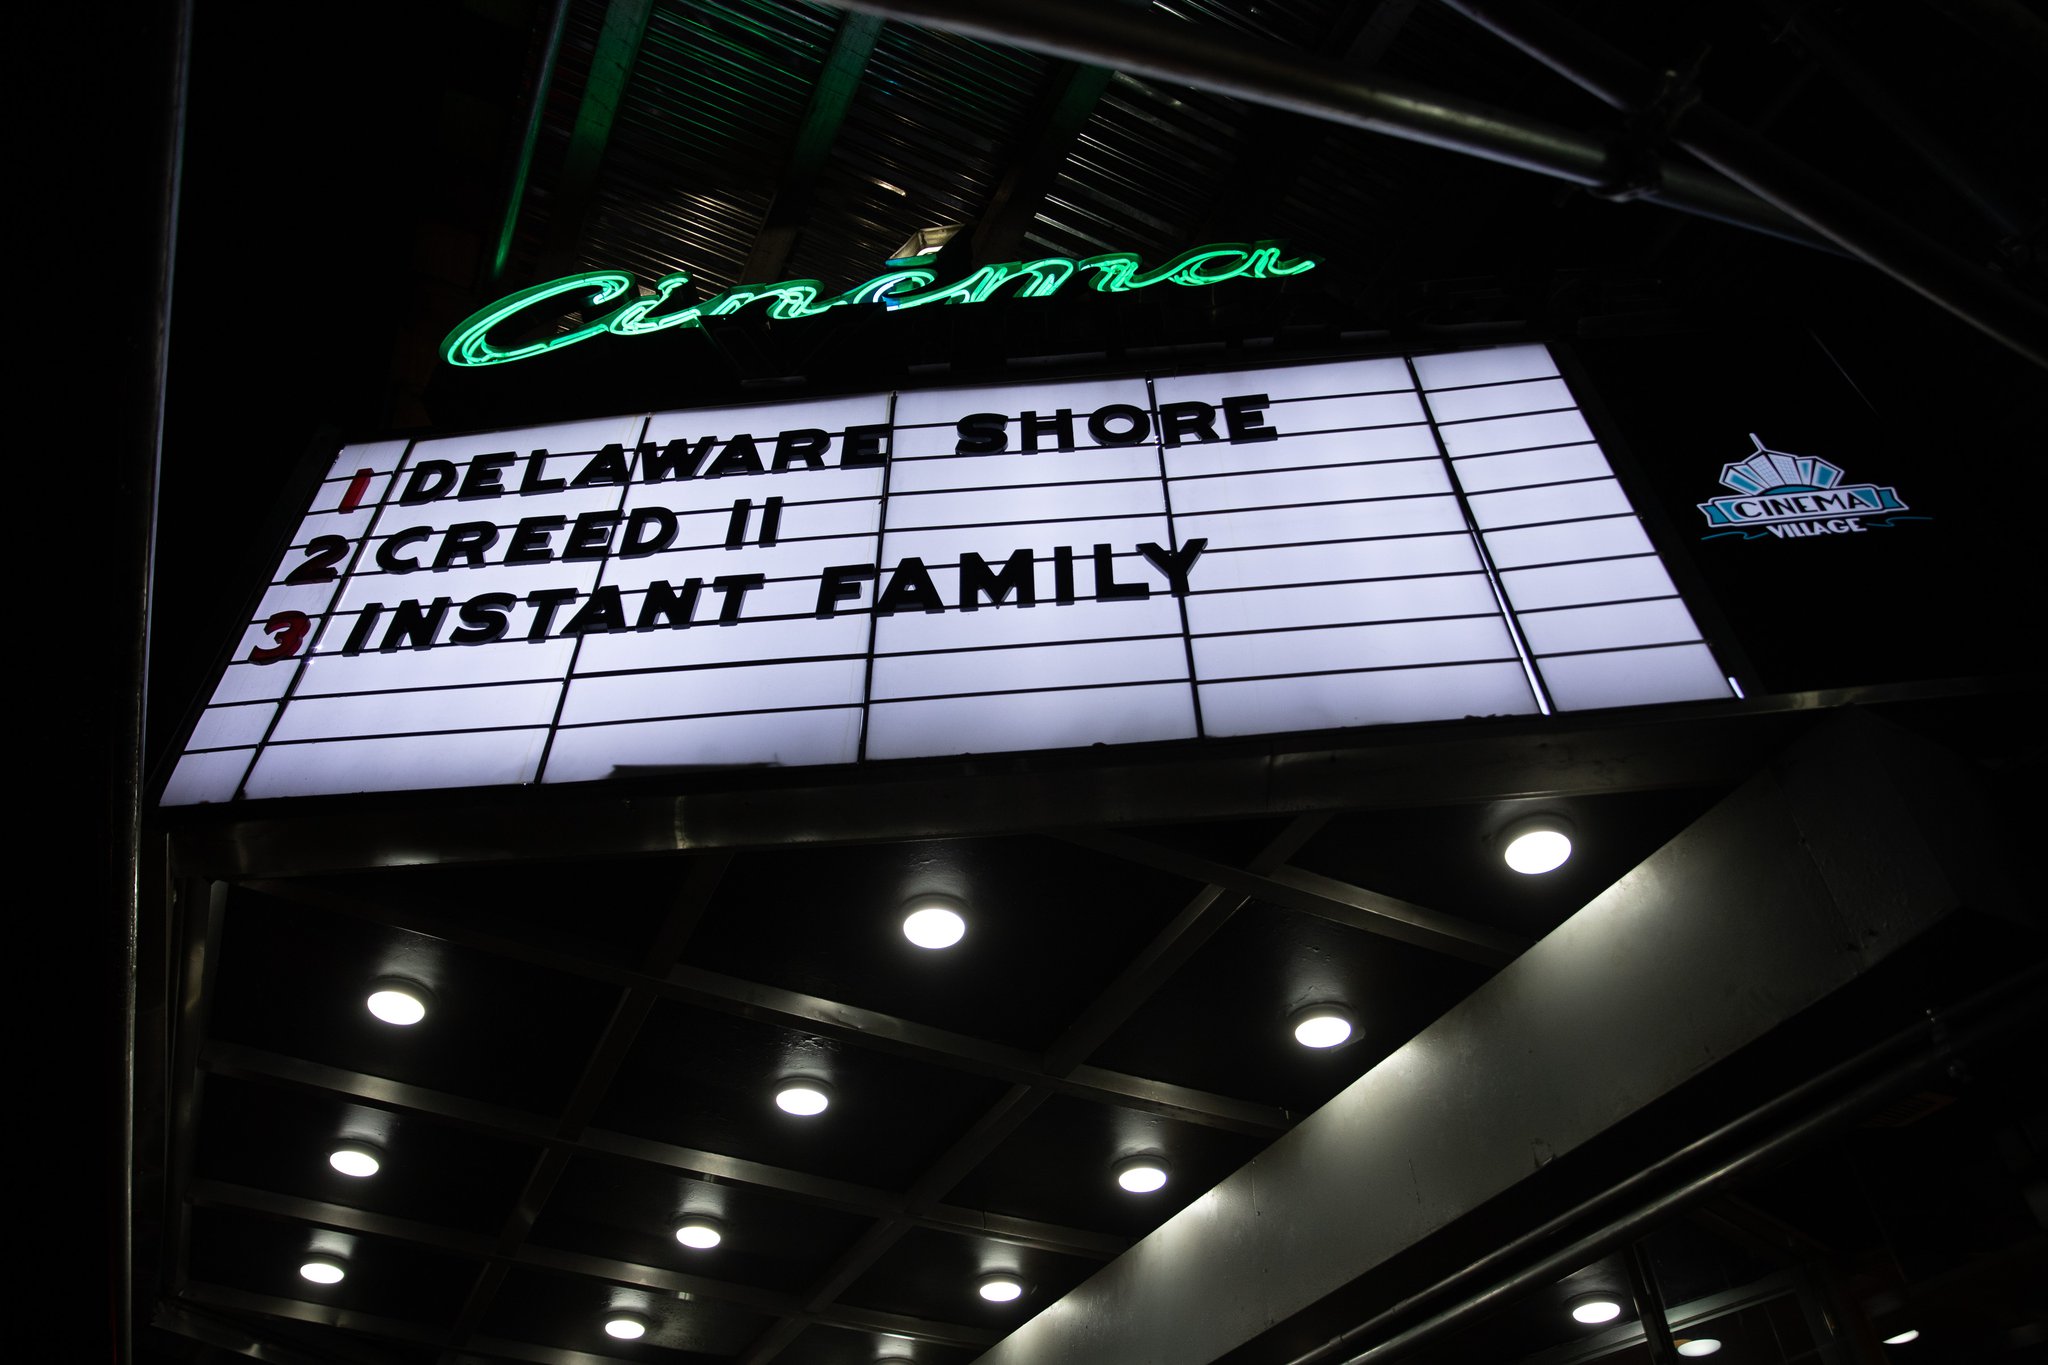 Cinema
1 DELAWARE SHORE
2 CREED II
3 INSTANT FAMILY
CINEMA
VILLAGE